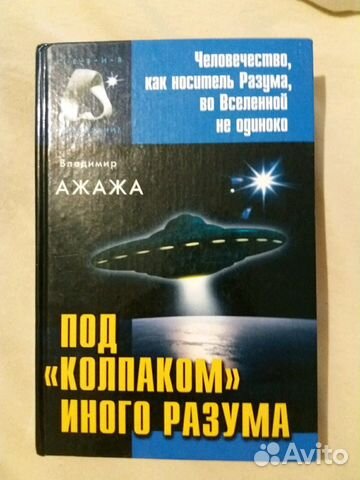 Человечество,
как носитель Разума,
во Вселенной
не одиноко
Владимир
АЖАЖА
ПОД
«КОЛПАКОМ»
ИНОГО РАЗУМА
Avito